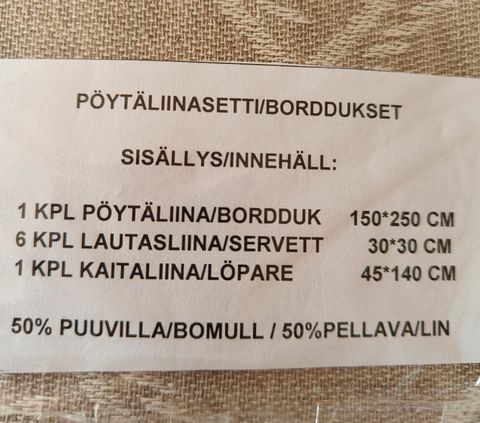 PÖYTÄLIINASETTI/BORDDUKSET
SISÄLLYS/INNEHÄLL:
1 KPL PÖYTÄLIINA/BORDDUK 150*250 CM
6 KPL LAUTASLIINA/SERVETT 30*30 CM
1 KPL KAITALIINA/LÖPARE 45*140 CM
50% PUUVILLA/BOMULL / 50%PELLAVA/LIN